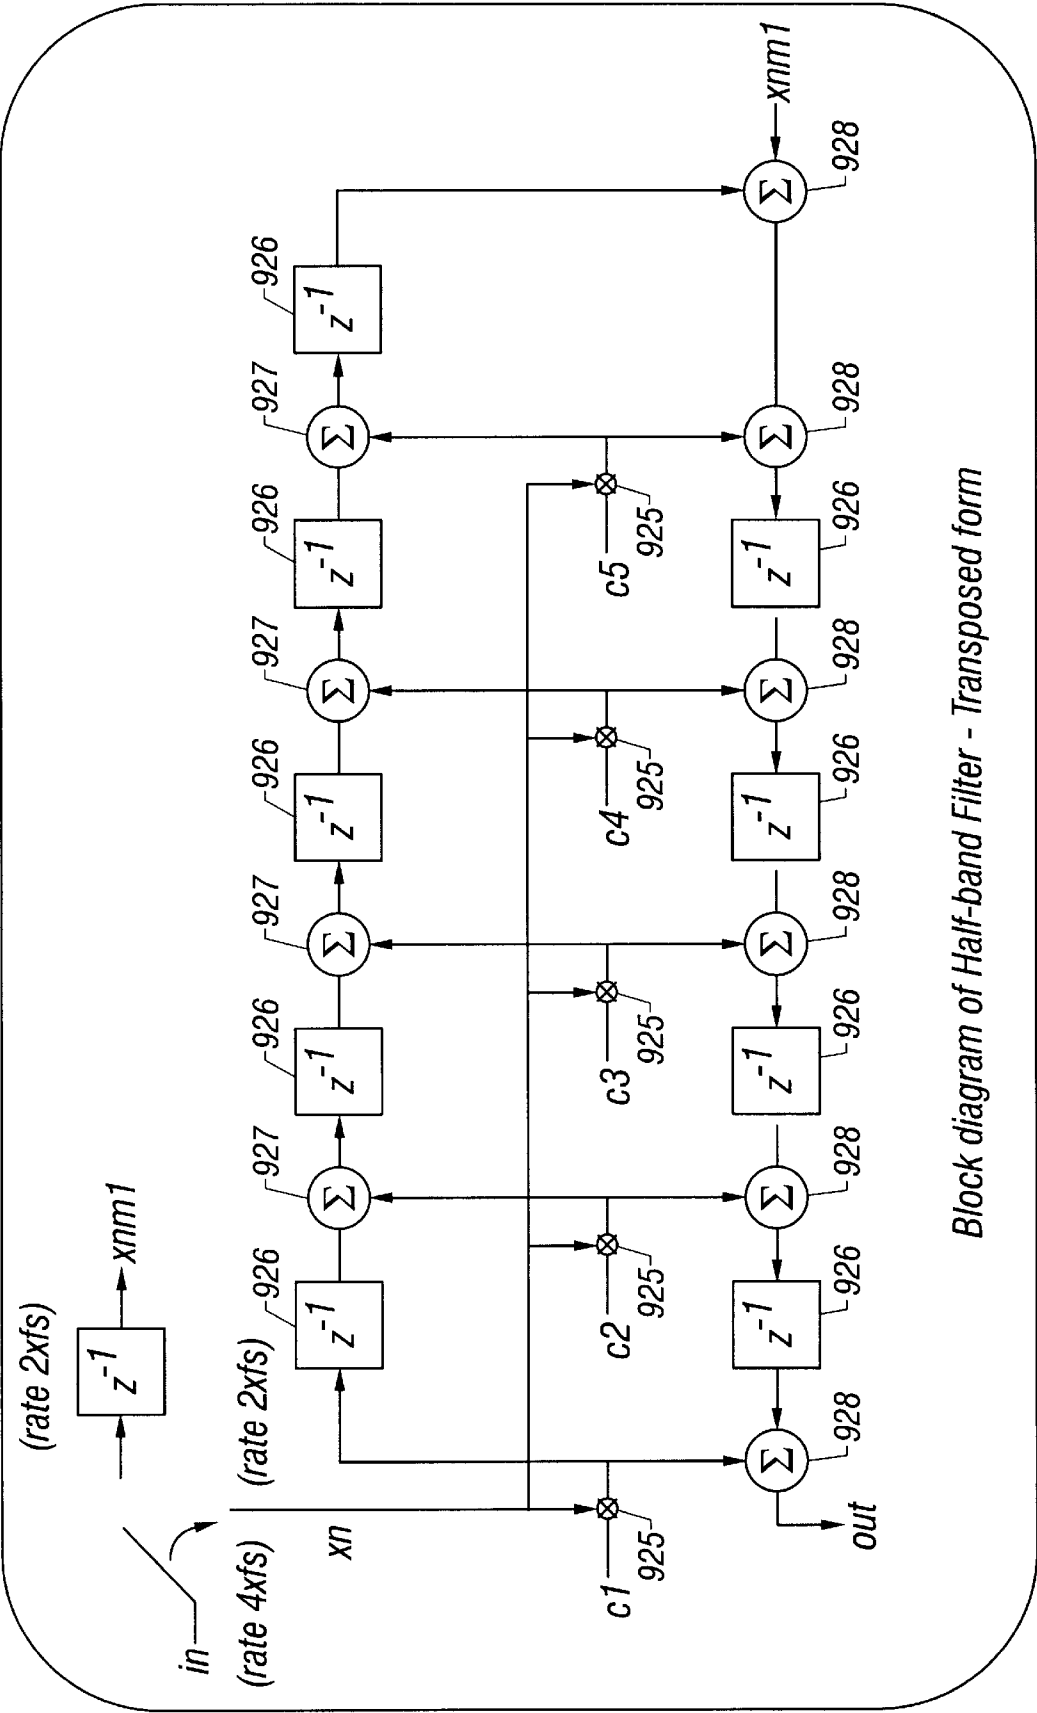 (rate 2xfs)
z⁻¹ xnm1
in
(rate 4xfs) (rate 2xfs)
926 927 926 927 926 927 926 927 926
xn z⁻¹ Σ z⁻¹ Σ z⁻¹ Σ z⁻¹ Σ z⁻¹
c1 c2 c3 c4 c5
925 925 925 925 925
Σ z⁻¹ Σ z⁻¹ Σ z⁻¹ Σ z⁻¹ Σ Σ xnm1
928 926 928 926 928 926 928 926 928 928
out
Block diagram of Half-band Filter - Transposed form